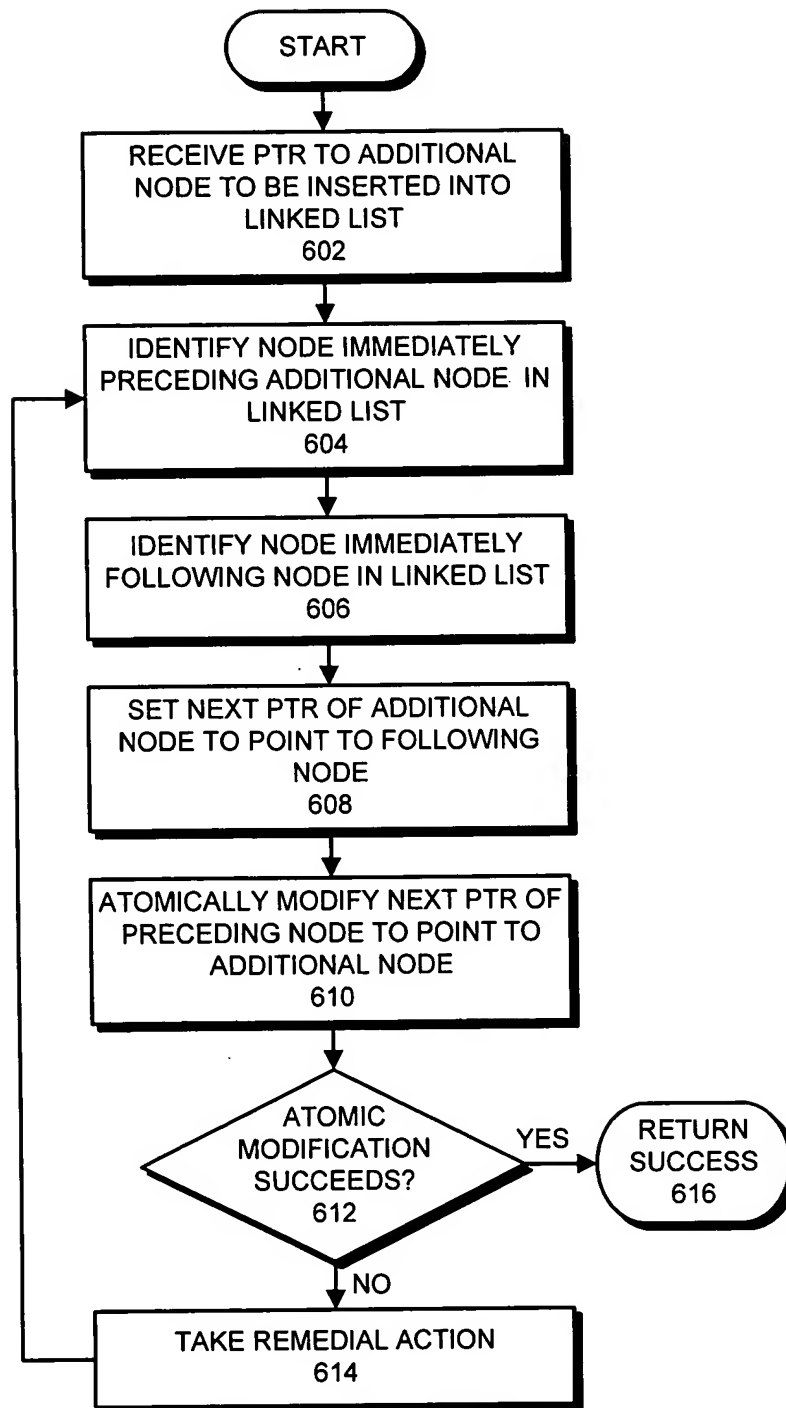 START
RECEIVE PTR TO ADDITIONAL
NODE TO BE INSERTED INTO
LINKED LIST
602
IDENTIFY NODE IMMEDIATELY
PRECEDING ADDITIONAL NODE IN
LINKED LIST
604
IDENTIFY NODE IMMEDIATELY
FOLLOWING NODE IN LINKED LIST
606
SET NEXT PTR OF ADDITIONAL
NODE TO POINT TO FOLLOWING
NODE
608
ATOMICALLY MODIFY NEXT PTR OF
PRECEDING NODE TO POINT TO
ADDITIONAL NODE
610
ATOMIC
MODIFICATION
SUCCEEDS?
612
YES
RETURN
SUCCESS
616
NO
TAKE REMEDIAL ACTION
614